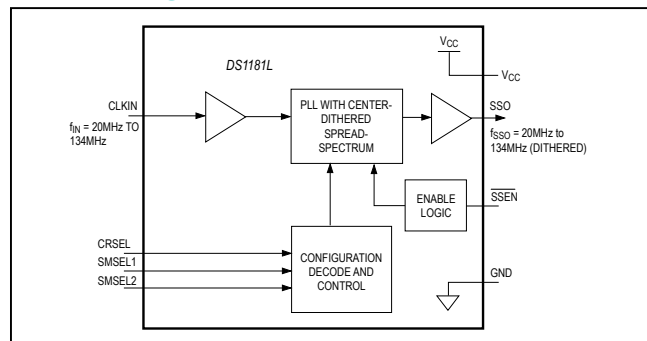 DS1181L
CLKIN
fIN = 20MHz TO
134MHz
PLL WITH CENTER-
DITHERED
SPREAD-
SPECTRUM
VCC
VCC
SSO
fSSO = 20MHz to
134MHz (DITHERED)
ENABLE
LOGIC
SSEN
CRSEL
SMSEL1
SMSEL2
CONFIGURATION
DECODE AND
CONTROL
GND